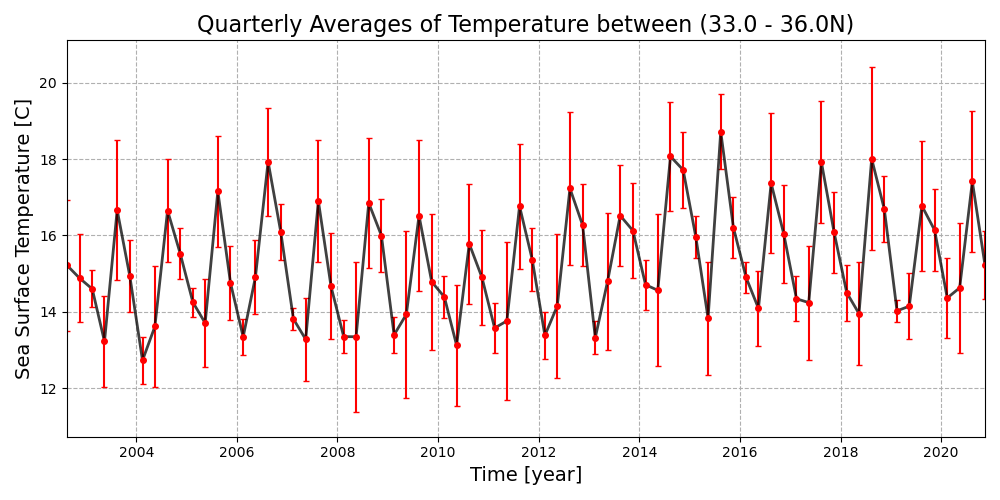 Quarterly Averages of Temperature between (33.0 - 36.0N)
Sea Surface Temperature [C]
20
18
16
14
12
2004 2006 2008 2010 2012 2014 2016 2018 2020
Time [year]